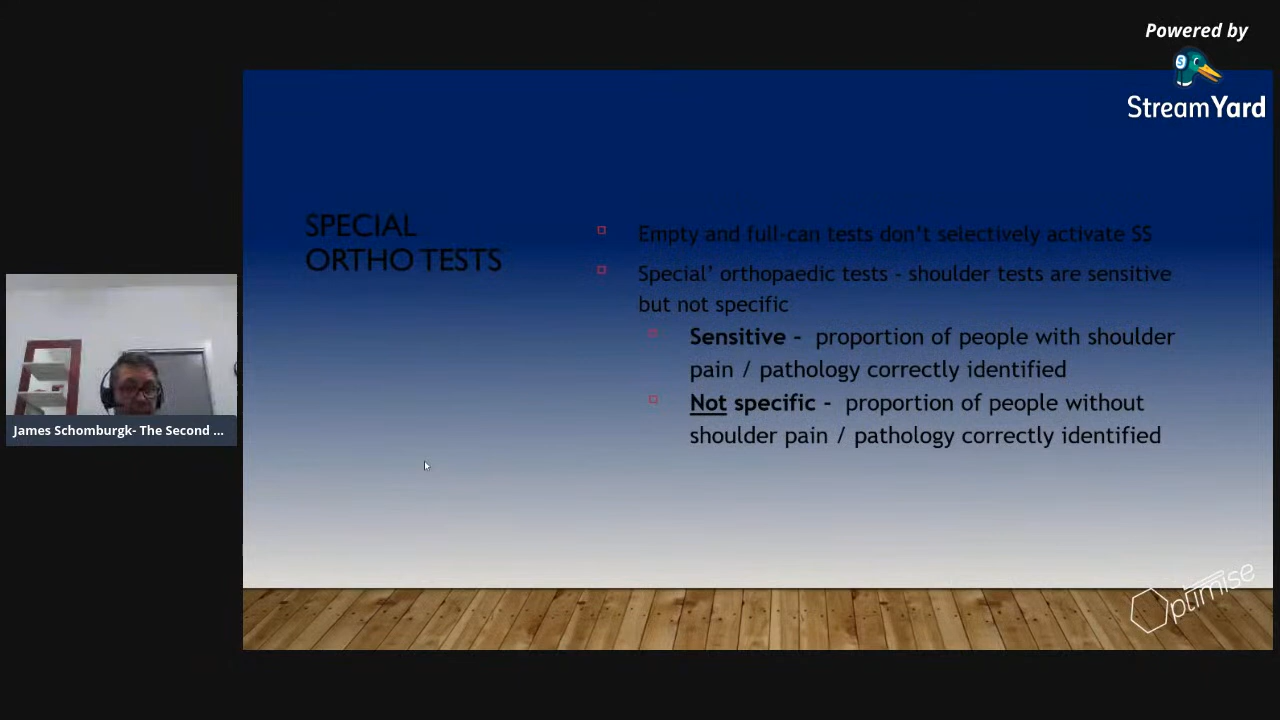 Powered by
StreamYard
SPECIAL
ORTHO TESTS
Empty and full-can tests don't selectively activate SS
Special' orthopaedic tests - shoulder tests are sensitive
but not specific
Sensitive - proportion of people with shoulder
pain / pathology correctly identified
Not specific - proportion of people without
shoulder pain / pathology correctly identified
James Schomburgk- The Second ...
Optimise